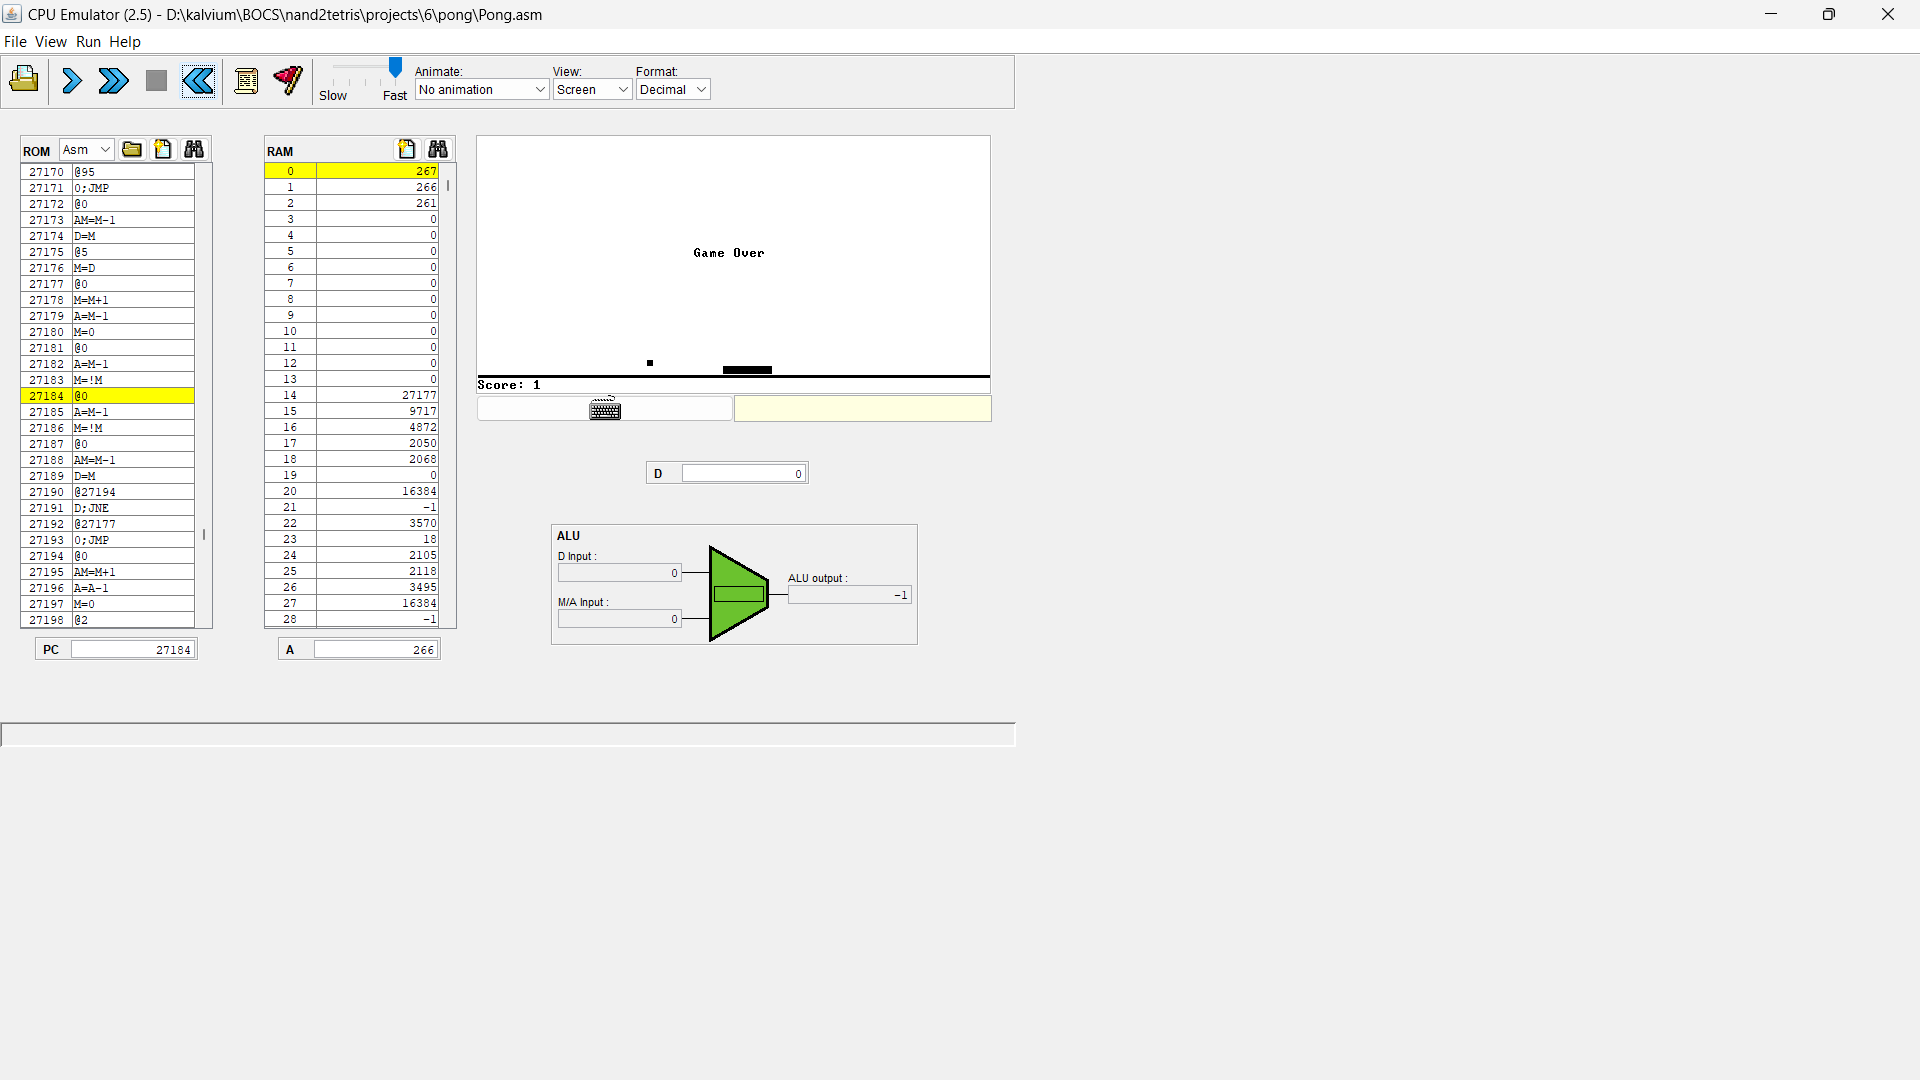 CPU Emulator (2.5) - D:\kalvium\BOCS\nand2tetris\projects\6\pong\Pong.asm
File View Run Help
Slow Fast
Animate: View: Format:
No animation Screen Decimal
ROM Asm
27170 @95
27171 0;JMP
27172 @0
27173 AM=M-1
27174 D=M
27175 @5
27176 M=D
27177 @0
27178 M=M+1
27179 A=M-1
27180 M=0
27181 @0
27182 A=M-1
27183 M=!M
27184 @0
27185 A=M-1
27186 M=!M
27187 @0
27188 AM=M-1
27189 D=M
27190 @27194
27191 D;JNE
27192 @27177
27193 0;JMP
27194 @0
27195 AM=M+1
27196 A=A-1
27197 M=0
27198 @2
PC 27184
RAM
0 267
1 266
2 261
3 0
4 0
5 0
6 0
7 0
8 0
9 0
10 0
11 0
12 0
13 0
14 27177
15 9717
16 4872
17 2050
18 2068
19 0
20 16384
21 -1
22 3570
23 18
24 2105
25 2118
26 3495
27 16384
28 -1
A 266
Game Over
Score: 1
D 0
ALU
D Input :
0
M/A Input :
0
ALU output :
-1